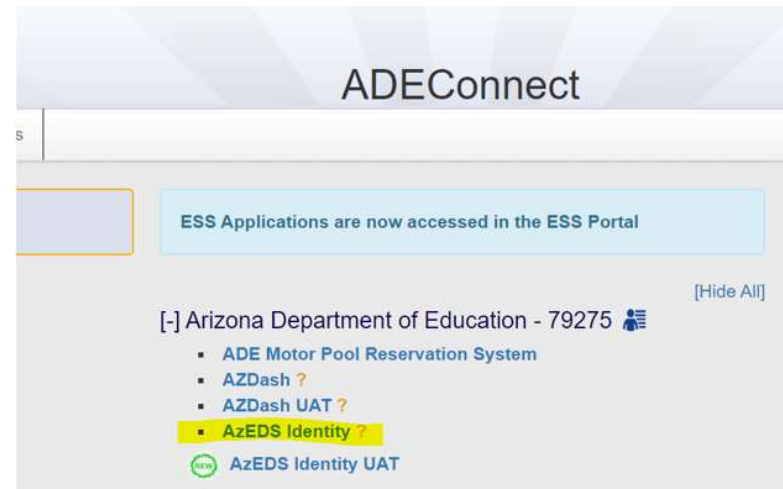 ADEConnect
s
ESS Applications are now accessed in the ESS Portal
[Hide All]
[-] Arizona Department of Education - 79275
ADE Motor Pool Reservation System
AZDash ?
AZDash UAT ?
AzEDS Identity ?
NEW AzEDS Identity UAT